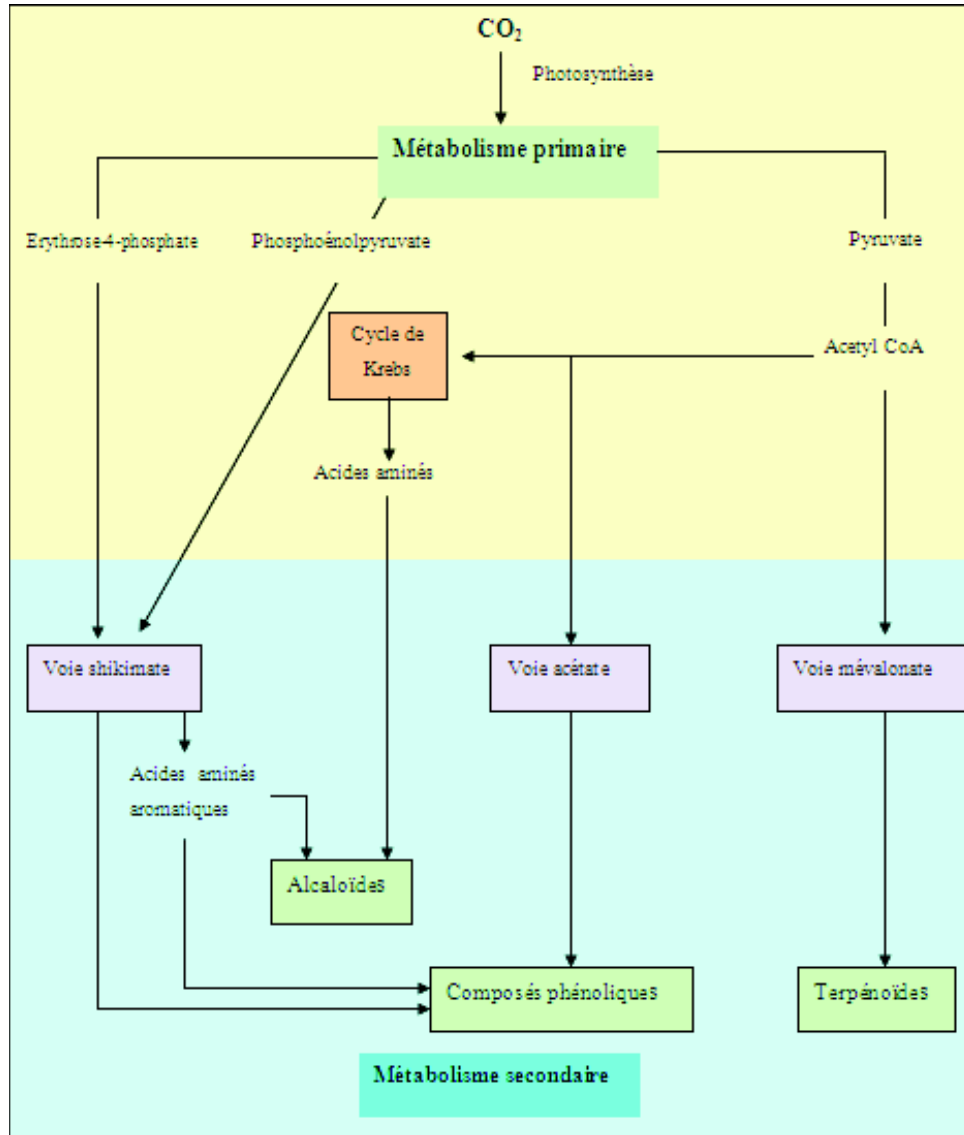 CO₂
Photosynthèse
Métabolisme primaire
Erythrose-4-phosphate
Phosphoénolpyruvate
Pyruvate
Cycle de
Krebs
Acetyl CoA
Acides aminés
Voie shikimate
Voie acétate
Voie mévalonate
Acides aminés
aromatiques
Alcaloïdes
Composés phénoliques
Terpénoïdes
Métabolisme secondaire